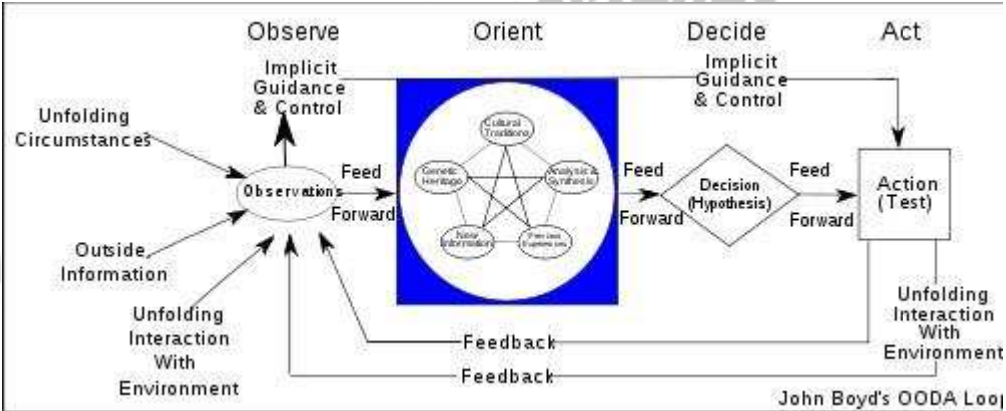 Observe
Orient
Decide
Act
Implicit
Guidance
& Control
Implicit
Guidance
& Control
Unfolding
Circumstances
Observations
Feed
Forward
Cultural
Traditions
Genetic
Heritage
Analysis &
Synthesis
New
Information
Previous
Experiences
Feed
Forward
Decision
(Hypothesis)
Feed
Forward
Action
(Test)
Outside
Information
Unfolding
Interaction
With
Environment
Unfolding
Interaction
With
Environment
Feedback
Feedback
John Boyd's OODA Loop